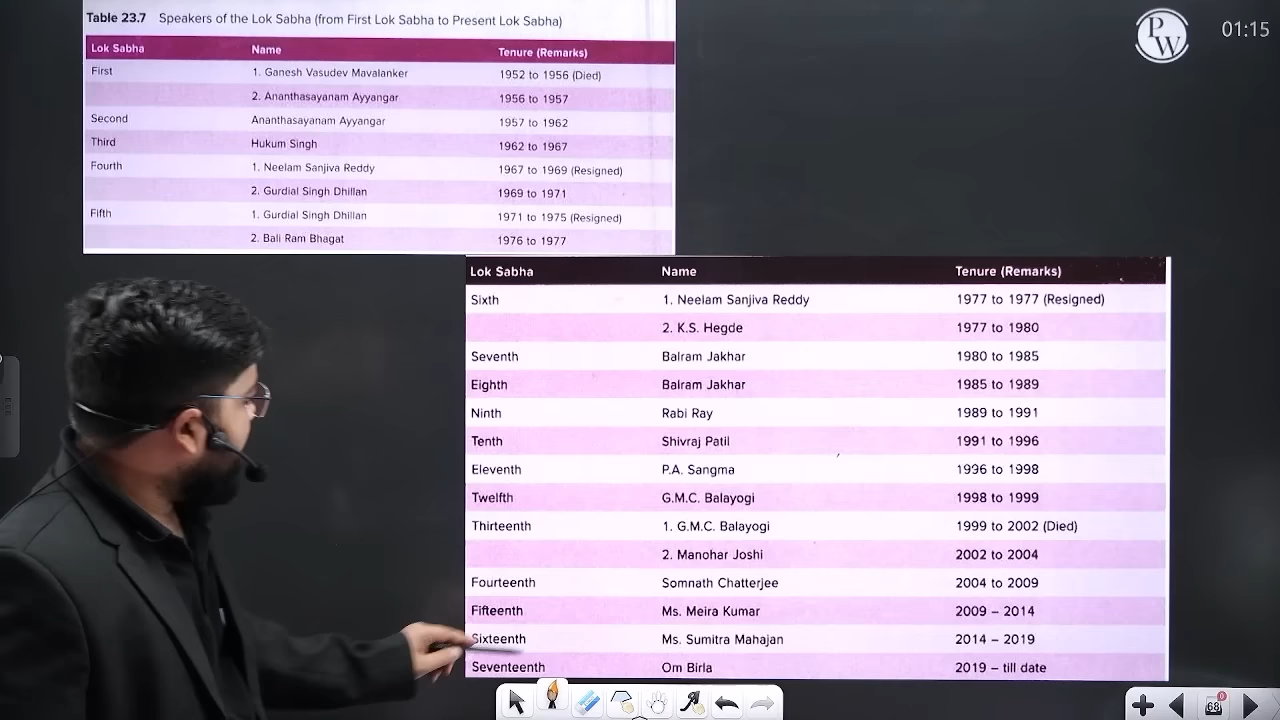 Table 23.7 Speakers of the Lok Sabha (from First Lok Sabha to Present Lok Sabha)
Lok Sabha Name Tenure (Remarks)
First 1. Ganesh Vasudev Mavalanker 1952 to 1956 (Died)
2. Ananthasayanam Ayyangar 1956 to 1957
Second Ananthasayanam Ayyangar 1957 to 1962
Third Hukum Singh 1962 to 1967
Fourth 1. Neelam Sanjiva Reddy 1967 to 1969 (Resigned)
2. Gurdial Singh Dhillan 1969 to 1971
Fifth 1. Gurdial Singh Dhillan 1971 to 1975 (Resigned)
2. Bali Ram Bhagat 1976 to 1977
PW
01:15
Lok Sabha Name Tenure (Remarks)
Sixth 1. Neelam Sanjiva Reddy 1977 to 1977 (Resigned)
2. K.S. Hegde 1977 to 1980
Seventh Balram Jakhar 1980 to 1985
Eighth Balram Jakhar 1985 to 1989
Ninth Rabi Ray 1989 to 1991
Tenth Shivraj Patil 1991 to 1996
Eleventh P.A. Sangma 1996 to 1998
Twelfth G.M.C. Balayogi 1998 to 1999
Thirteenth 1. G.M.C. Balayogi 1999 to 2002 (Died)
2. Manohar Joshi 2002 to 2004
Fourteenth Somnath Chatterjee 2004 to 2009
Fifteenth Ms. Meira Kumar 2009 – 2014
Sixteenth Ms. Sumitra Mahajan 2014 – 2019
Seventeenth Om Birla 2019 – till date
68